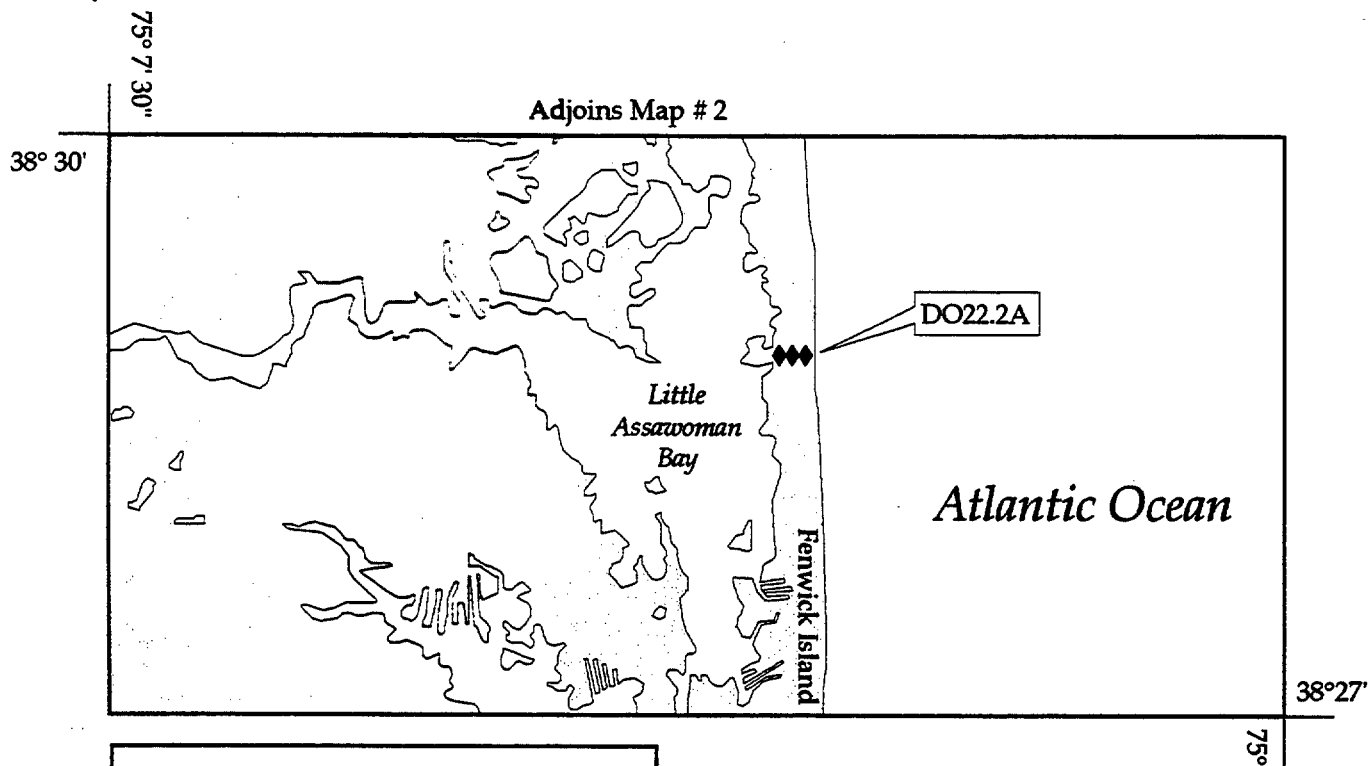 75° 7' 30"
Adjoins Map # 2
38° 30'
DO22.2A
Little
Assawoman
Bay
Atlantic Ocean
Fenwick Island
38°27'
75°